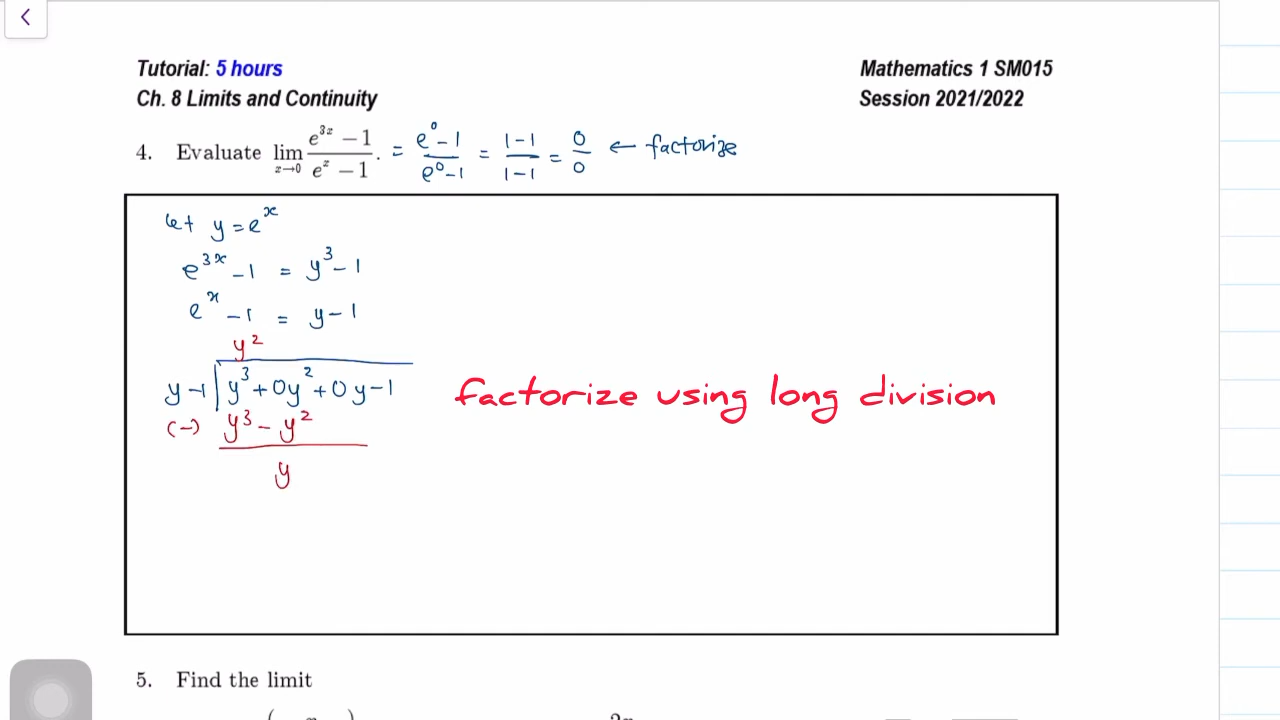 Tutorial: 5 hours
Mathematics 1 SM015
Ch. 8 Limits and Continuity
Session 2021/2022
4. Evaluate lim_{x→0} (e^{3x} − 1)/(e^x − 1). = (e^0 − 1)/(e^0 − 1) = (1 − 1)/(1 − 1) = 0/0 ← factorize
let y = e^x
e^{3x} − 1 = y^3 − 1
e^x − 1 = y − 1
y^2
y − 1 | y^3 + 0y^2 + 0y − 1
factorize using long division
(−) y^3 − y^2
y
5. Find the limit